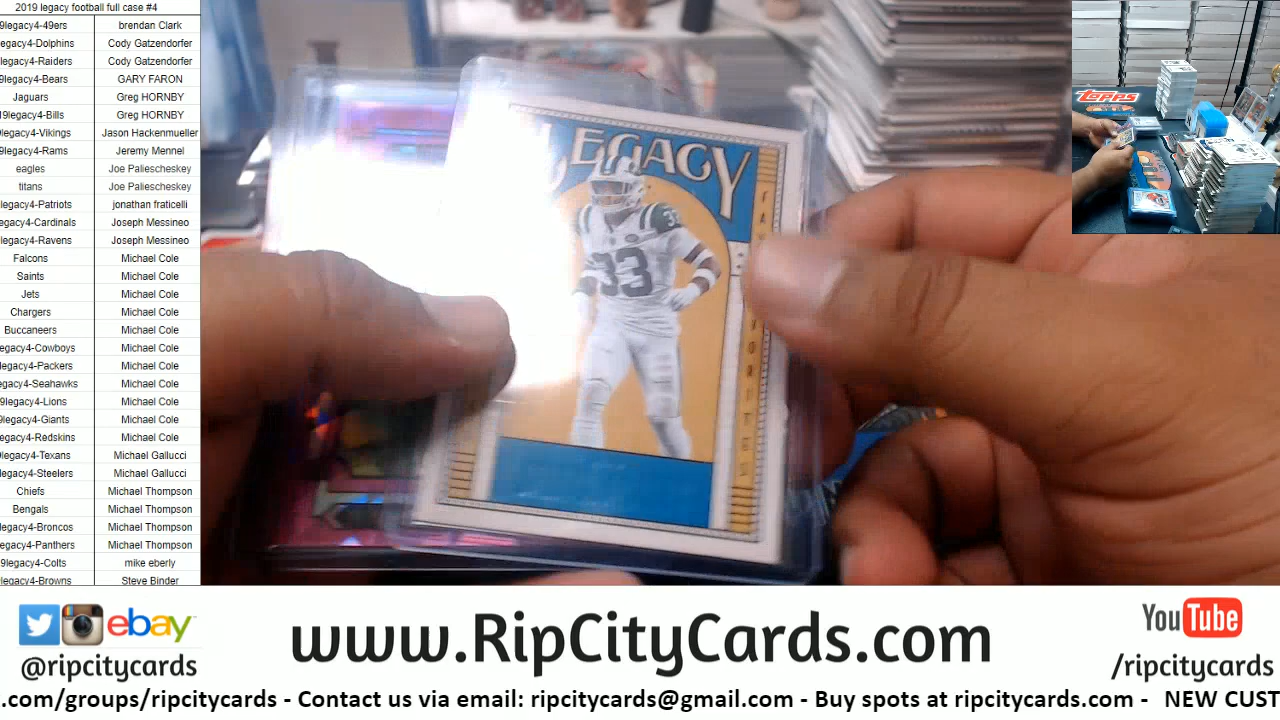 2019 legacy football full case #4
9legacy4-49ers brendan Clark
legacy4-Dolphins Cody Gatzendorfer
legacy4-Raiders Cody Gatzendorfer
9legacy4-Bears GARY FARON
Jaguars Greg HORNBY
19legacy4-Bills Greg HORNBY
legacy4-Vikings Jason Hackenmueller
9legacy4-Rams Jeremy Mennel
eagles Joe Paliescheskey
titans Joe Paliescheskey
legacy4-Patriots jonathan fraticelli
egacy4-Cardinals Joseph Messineo
egacy4-Ravens Joseph Messineo
Falcons Michael Cole
Saints Michael Cole
Jets Michael Cole
Chargers Michael Cole
Buccaneers Michael Cole
legacy4-Cowboys Michael Cole
legacy4-Packers Michael Cole
egacy4-Seahawks Michael Cole
9legacy4-Lions Michael Cole
9legacy4-Giants Michael Cole
egacy4-Redskins Michael Cole
egacy4-Texans Michael Gallucci
egacy4-Steelers Michael Gallucci
Chiefs Michael Thompson
Bengals Michael Thompson
legacy4-Broncos Michael Thompson
egacy4-Panthers Michael Thompson
9legacy4-Colts mike eberly
legacy4-Browns Steve Binder
LEGACY
33
topps
ebay
@ripcitycards
www.RipCityCards.com
YouTube
/ripcitycards
.com/groups/ripcitycards - Contact us via email: ripcitycards@gmail.com - Buy spots at ripcitycards.com - NEW CUST